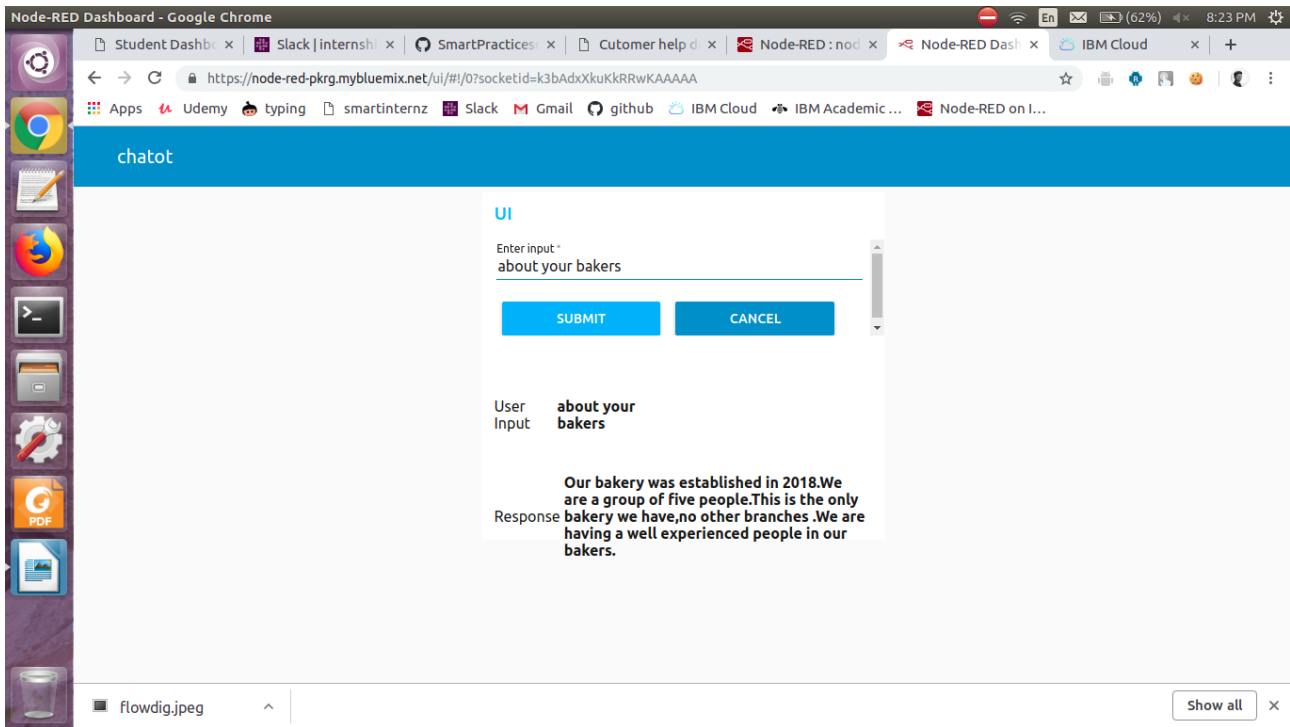 Node-RED Dashboard - Google Chrome En (62%) 8:23 PM
Student Dashbo Slack | internshi SmartPractices Cutomer help d Node-RED : nod Node-RED Dash IBM Cloud
https://node-red-pkrg.mybluemix.net/ui/#!/0?socketid=k3bAdxXkuKkRRwKAAAAA
Apps Udemy typing smartinternz Slack Gmail github IBM Cloud IBM Academic ... Node-RED on I...
chatot
UI
Enter input *
about your bakers
SUBMIT CANCEL
User Input
about your
bakers
Response
Our bakery was established in 2018.We
are a group of five people.This is the only
bakery we have,no other branches .We are
having a well experienced people in our
bakers.
PDF
flowdig.jpeg Show all